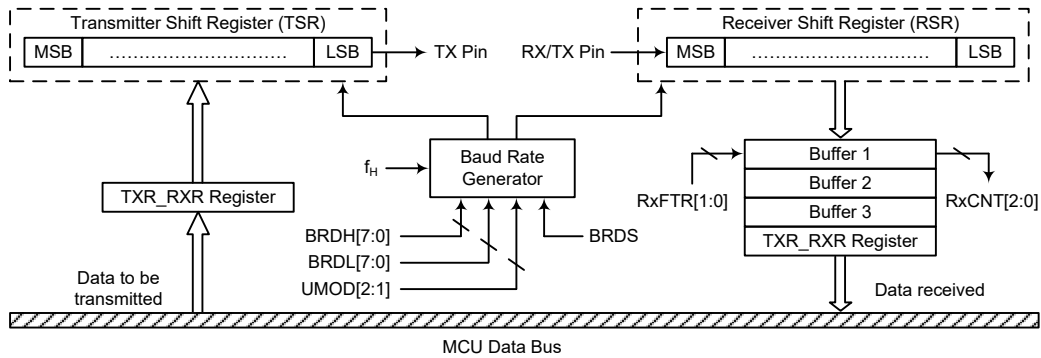 Transmitter Shift Register (TSR)
MSB
..............................
LSB
TX Pin
RX/TX Pin
Receiver Shift Register (RSR)
MSB
..............................
LSB
fH
Baud Rate
Generator
RxFTR[1:0]
Buffer 1
Buffer 2
Buffer 3
TXR_RXR Register
RxCNT[2:0]
TXR_RXR Register
BRDH[7:0]
BRDL[7:0]
UMOD[2:1]
BRDS
Data to be
transmitted
Data received
MCU Data Bus